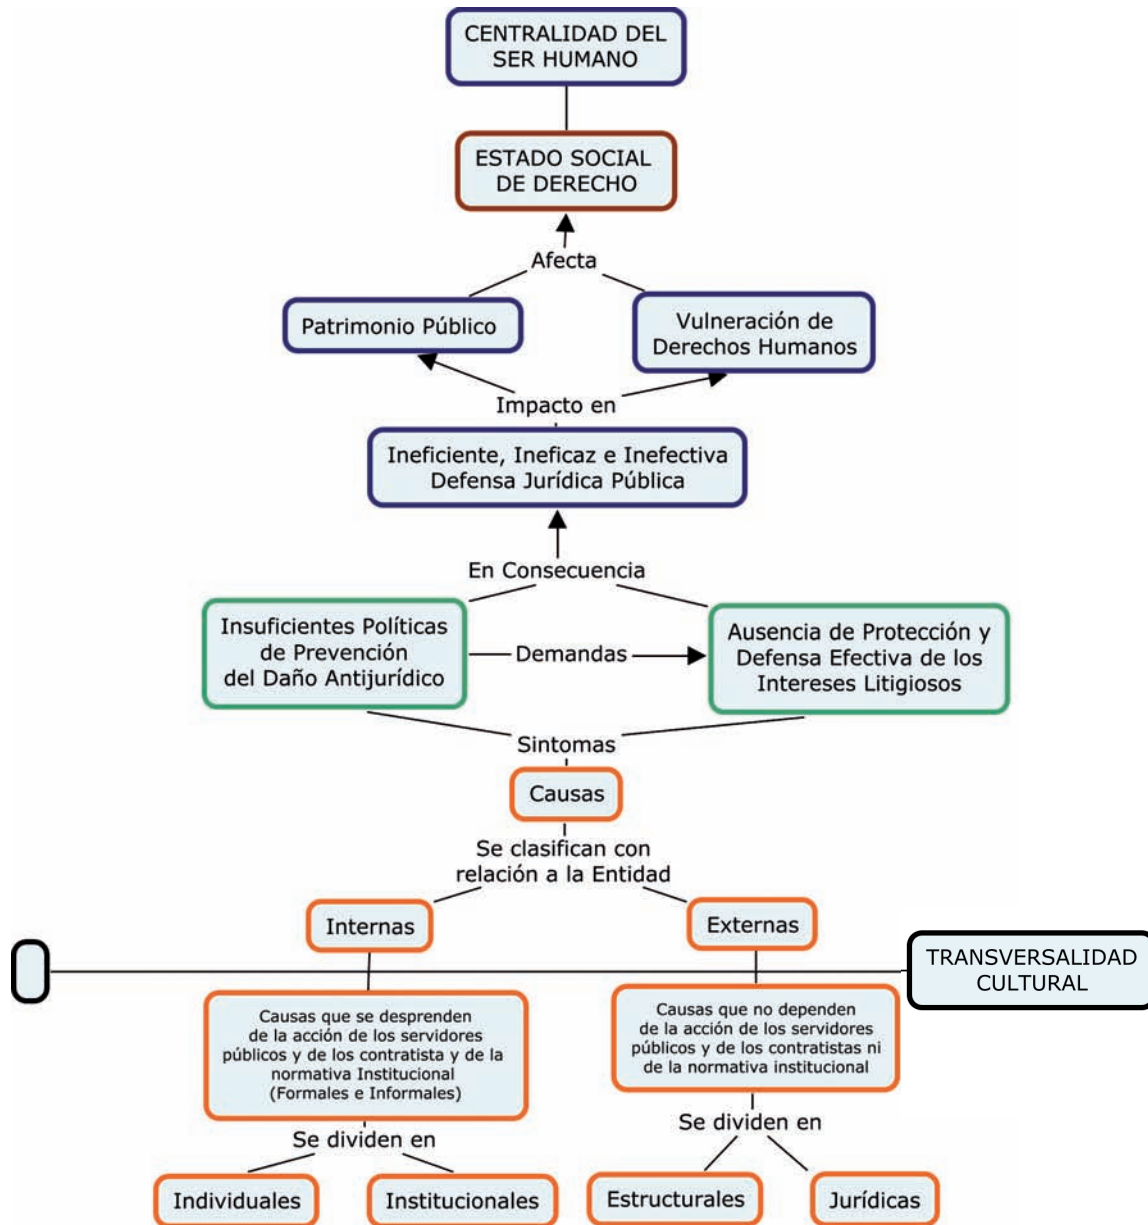 CENTRALIDAD DEL
SER HUMANO
ESTADO SOCIAL
DE DERECHO
Afecta
Patrimonio Público
Vulneración de
Derechos Humanos
Impacto en
Ineficiente, Ineficaz e Inefectiva
Defensa Jurídica Pública
En Consecuencia
Insuficientes Políticas
de Prevención
del Daño Antijurídico
Demandas
Ausencia de Protección y
Defensa Efectiva de los
Intereses Litigiosos
Sintomas
Causas
Se clasifican con
relación a la Entidad
Internas
Externas
TRANSVERSALIDAD
CULTURAL
Causas que se desprenden
de la acción de los servidores
públicos y de los contratista y de la
normativa Institucional
(Formales e Informales)
Causas que no dependen
de la acción de los servidores
públicos y de los contratistas ni
de la normativa institucional
Se dividen en
Se dividen en
Individuales
Institucionales
Estructurales
Jurídicas